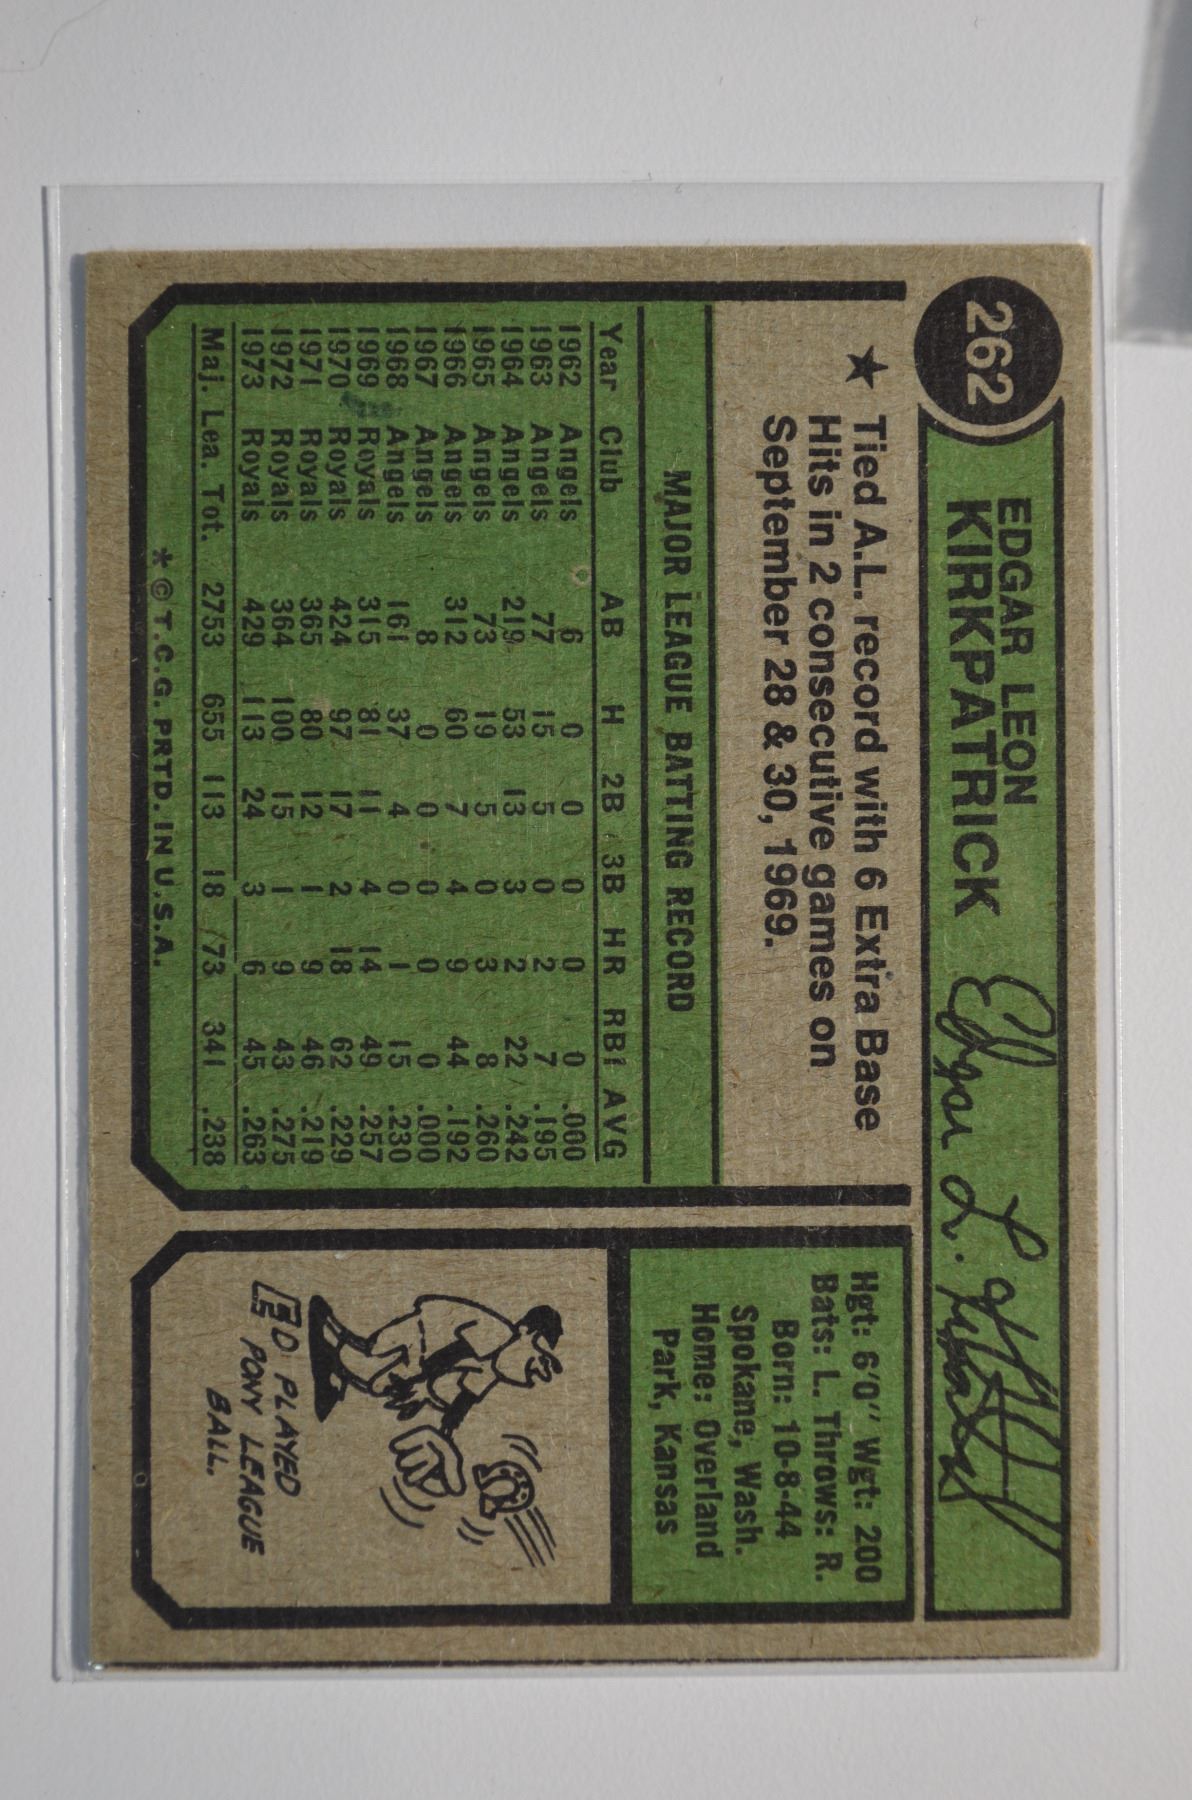 262
EDGAR LEON
KIRKPATRICK
Edgar L. Kirkpatrick
★ Tied A.L. record with 6 Extra Base
Hits in 2 consecutive games on
September 28 & 30, 1969.
MAJOR LEAGUE BATTING RECORD
Year Club AB H 2B 3B HR RBI AVG
1962 Angels 6 0 0 0 0 0 .000
1963 Angels 77 15 5 0 2 7 .195
1964 Angels 219 53 13 3 2 22 .242
1965 Angels 73 19 5 0 3 8 .260
1966 Angels 312 60 7 4 9 44 .192
1967 Angels 8 0 0 0 0 0 .000
1968 Angels 161 37 4 0 1 15 .230
1969 Royals 315 81 11 4 14 49 .257
1970 Royals 424 97 17 2 18 62 .229
1971 Royals 365 80 12 1 9 46 .219
1972 Royals 364 100 15 1 9 43 .275
1973 Royals 429 113 24 3 6 45 .263
Maj. Lea. Tot. 2753 655 113 18 73 341 .238
* © T.C.G. PRTD. IN U.S.A.
Hgt: 6'0" Wgt: 200
Bats: L. Throws: R.
Born: 10-8-44
Spokane, Wash.
Home: Overland
Park, Kansas
ED PLAYED
PONY LEAGUE
BALL.